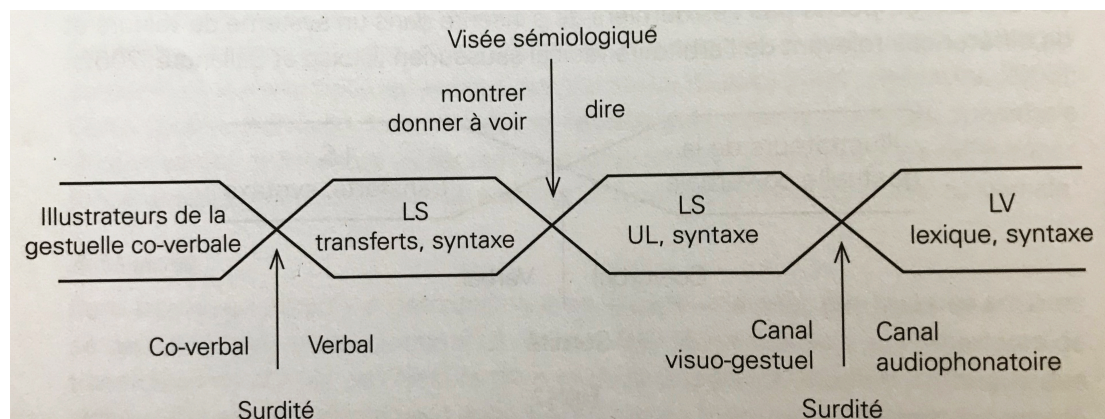 Visée sémiologique
montrer
donner à voir
dire
Illustrateurs de la
gestuelle co-verbale
LS
transferts, syntaxe
LS
UL, syntaxe
LV
lexique, syntaxe
Co-verbal
Verbal
Surdité
Canal
visuo-gestuel
Canal
audiophonatoire
Surdité